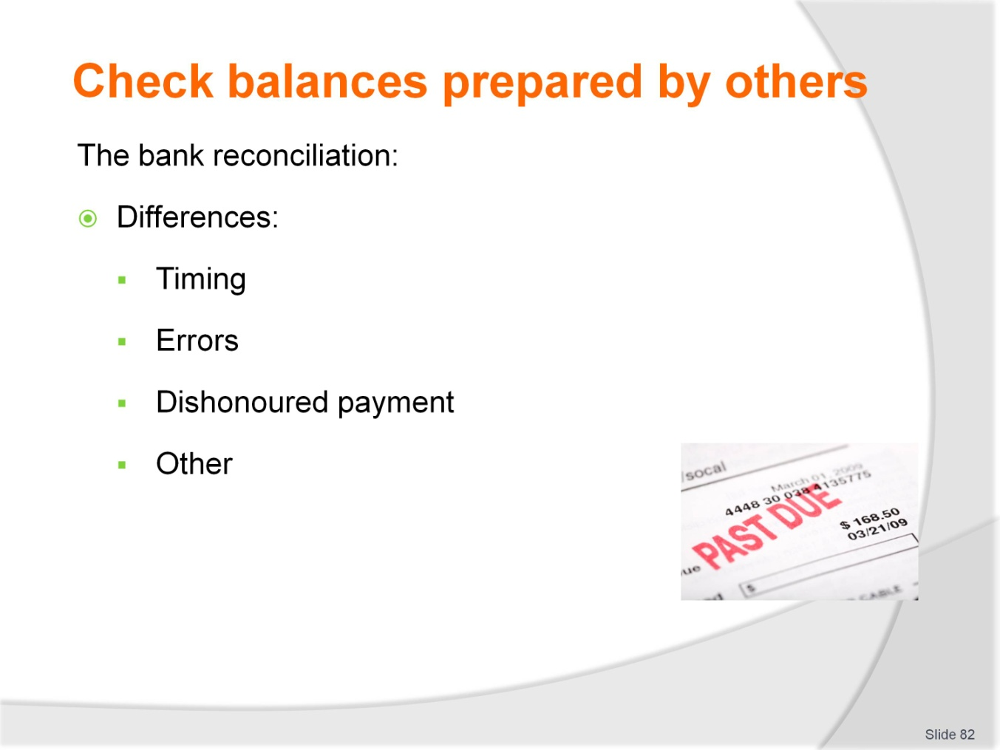 Check balances prepared by others
The bank reconciliation:
Differences:
Timing
Errors
Dishonoured payment
Other
/socal
March 01, 2009
4448 30 038 4135775
PAST DUE
$ 168.50
03/21/09
ue
$
CABLE
Slide 82